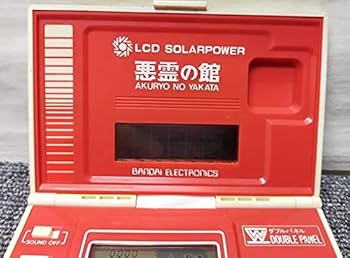 LCD SOLARPOWER
悪霊の館
AKURYO NO YAKATA
BANDAI ELECTRONICS
SOUND OFF
ダブルパネル
DOUBLE PANEL